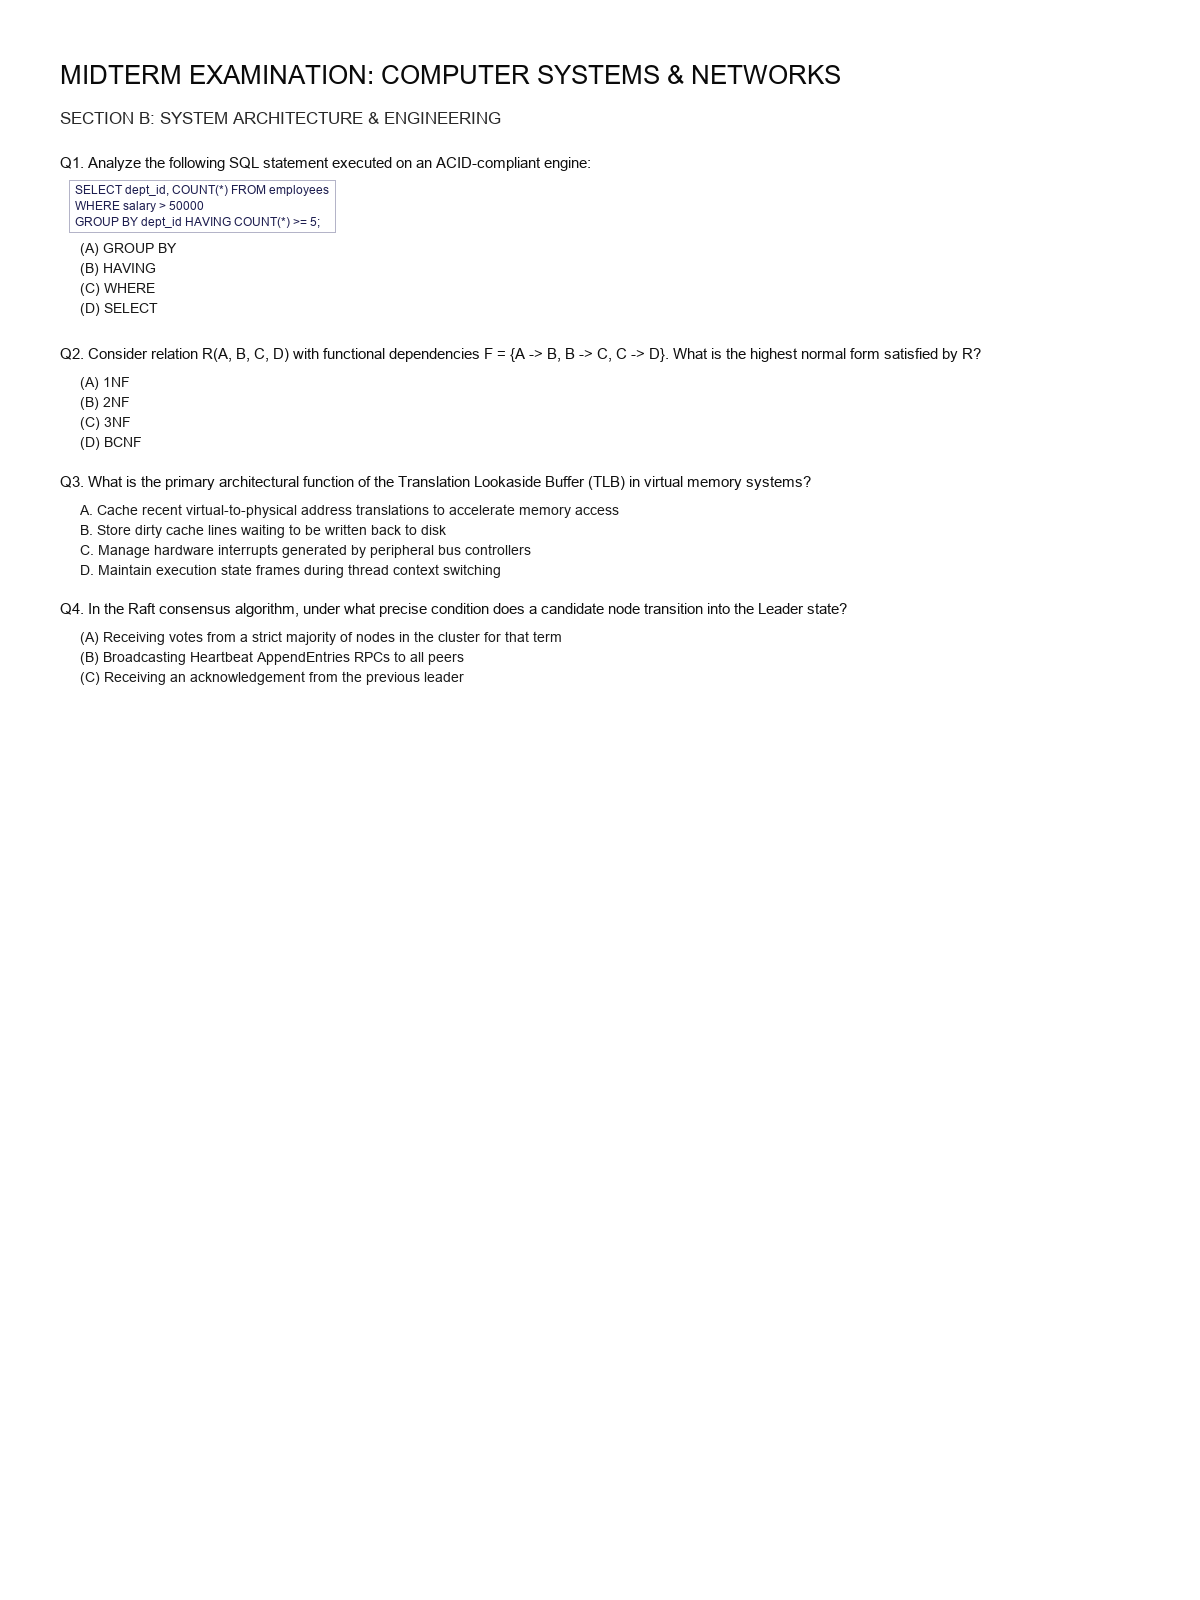 MIDTERM EXAMINATION: COMPUTER SYSTEMS & NETWORKS
SECTION B: SYSTEM ARCHITECTURE & ENGINEERING
Q1. Analyze the following SQL statement executed on an ACID-compliant engine:
SELECT dept_id, COUNT(*) FROM employees
WHERE salary > 50000
GROUP BY dept_id HAVING COUNT(*) >= 5;
(A) GROUP BY
(B) HAVING
(C) WHERE
(D) SELECT
Q2. Consider relation R(A, B, C, D) with functional dependencies F = {A -> B, B -> C, C -> D}. What is the highest normal form satisfied by R?
(A) 1NF
(B) 2NF
(C) 3NF
(D) BCNF
Q3. What is the primary architectural function of the Translation Lookaside Buffer (TLB) in virtual memory systems?
A. Cache recent virtual-to-physical address translations to accelerate memory access
B. Store dirty cache lines waiting to be written back to disk
C. Manage hardware interrupts generated by peripheral bus controllers
D. Maintain execution state frames during thread context switching
Q4. In the Raft consensus algorithm, under what precise condition does a candidate node transition into the Leader state?
(A) Receiving votes from a strict majority of nodes in the cluster for that term
(B) Broadcasting Heartbeat AppendEntries RPCs to all peers
(C) Receiving an acknowledgement from the previous leader